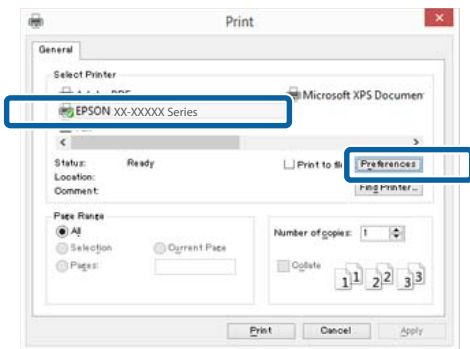 Print
General
Select Printer
Microsoft XPS Documen
EPSON XX-XXXXX Series
Status: Ready
Print to
Preferences
Location:
Comment:
Find Printer...
Page Range
All
Selection
Current Page
Pages:
Number of copies: 1
Collate
1 1 2 2 3 3
Print
Cancel
Apply